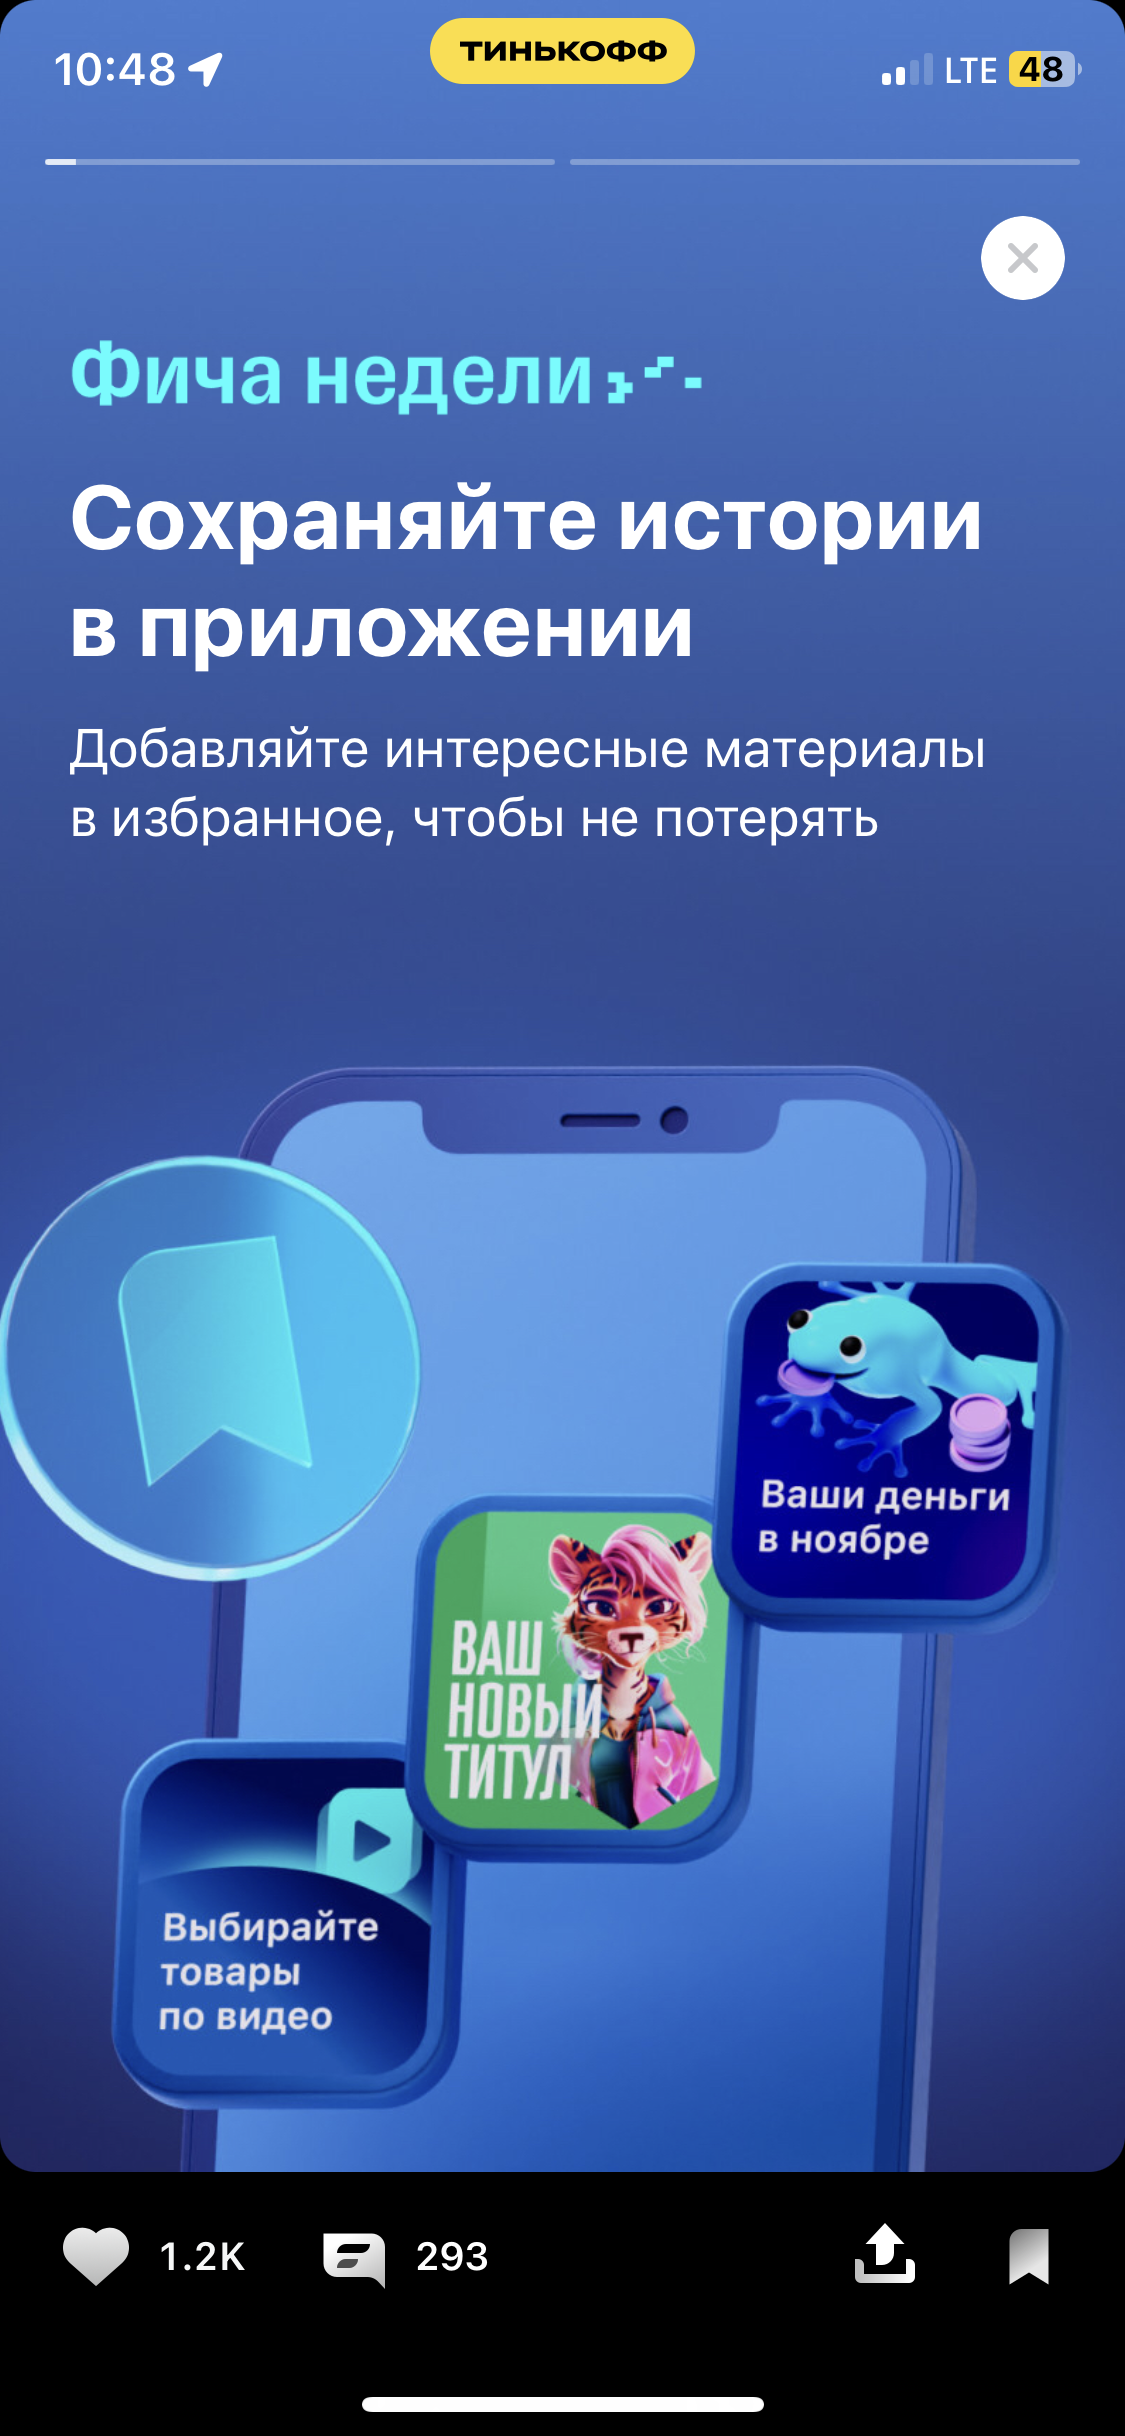 10:48
ТИНЬКОФФ
LTE 48
Фича недели
Сохраняйте истории
в приложении
Добавляйте интересные материалы
в избранное, чтобы не потерять
Ваши деньги
в ноябре
ВАШ
НОВЫЙ
ТИТУЛ
Выбирайте
товары
по видео
1.2K 293